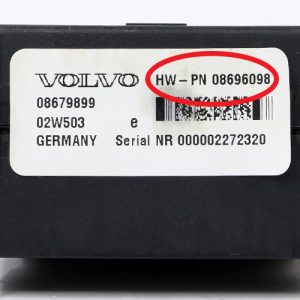 VOLVO HW-PN 08696098
08679899
02W503 e
GERMANY Serial NR 000002272320